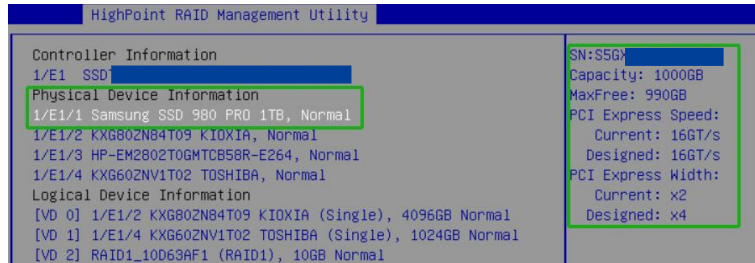 HighPoint RAID Management Utility
Controller Information
1/E1 SSD7
Physical Device Information
1/E1/1 Samsung SSD 980 PRO 1TB, Normal
1/E1/2 KXG80ZN84T09 KIOXIA, Normal
1/E1/3 HP-EM2802T0GMTCB58R-E264, Normal
1/E1/4 KXG60ZNV1T02 TOSHIBA, Normal
Logical Device Information
[VD 0] 1/E1/2 KXG80ZN84T09 KIOXIA (Single), 4096GB Normal
[VD 1] 1/E1/4 KXG60ZNV1T02 TOSHIBA (Single), 1024GB Normal
[VD 2] RAID1_10D63AF1 (RAID1), 10GB Normal
SN:S5GX
Capacity: 1000GB
MaxFree: 990GB
PCI Express Speed:
Current: 16GT/s
Designed: 16GT/s
PCI Express Width:
Current: x2
Designed: x4